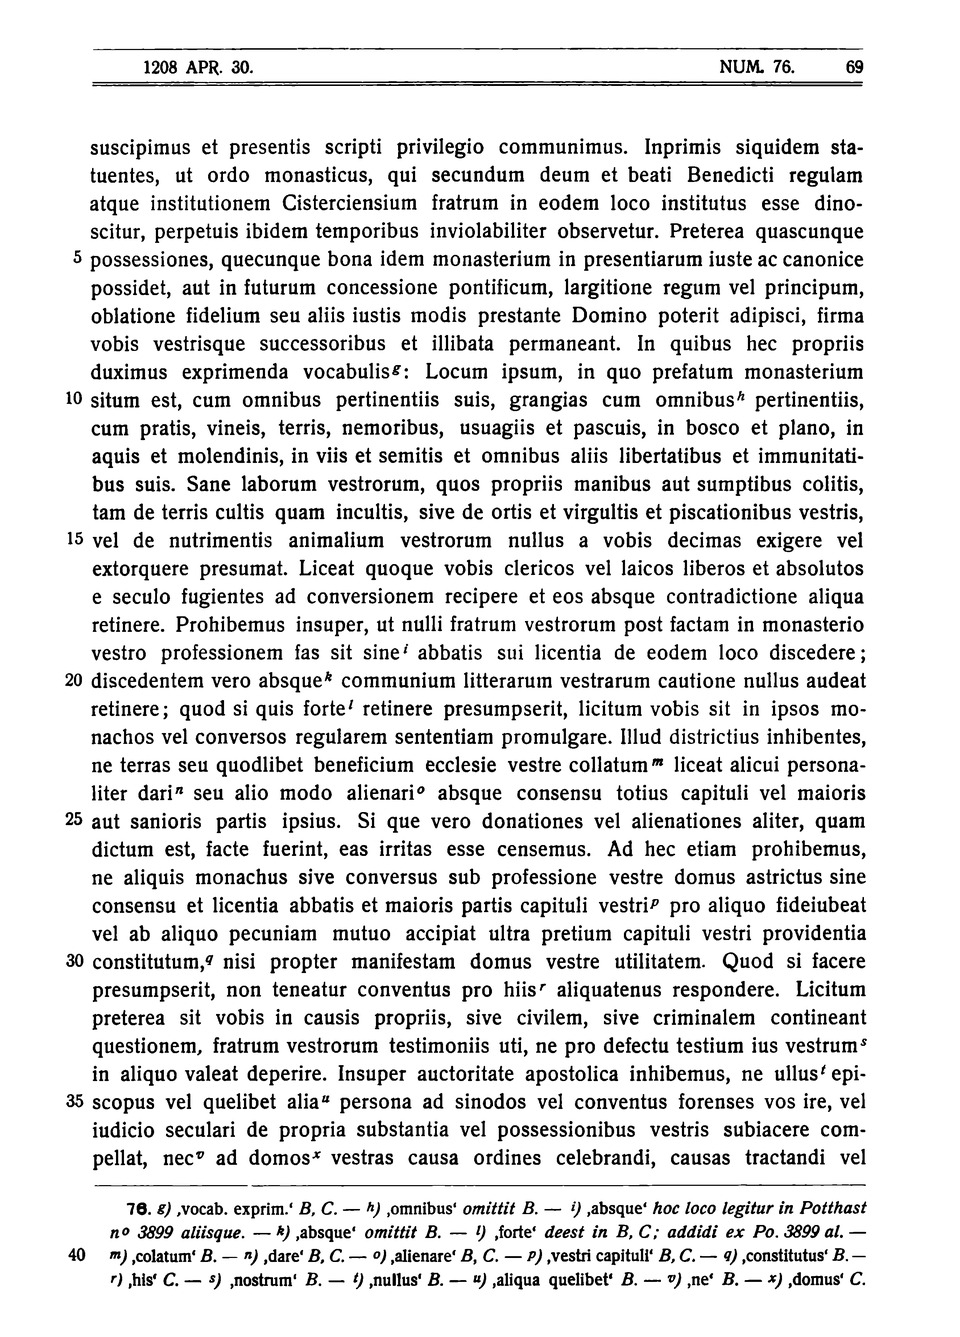 1208 APR. 30. NUM. 76. 69
suscipimus et presentis scripti privilegio communimus. Inprimis siquidem sta-
tuentes, ut ordo monasticus, qui secundum deum et beati Benedicti regulam
atque institutionem Cisterciensium fratrum in eodem loco institutus esse dino-
scitur, perpetuis ibidem temporibus inviolabiliter observetur. Preterea quascunque
5 possessiones, quecunque bona idem monasterium in presentiarum iuste ac canonice
possidet, aut in futurum concessione pontificum, largitione regum vel principum,
oblatione fidelium seu aliis iustis modis prestante Domino poterit adipisci, firma
vobis vestrisque successoribus et illibata permaneant. In quibus hec propriis
duximus exprimenda vocabulis g: Locum ipsum, in quo prefatum monasterium
10 situm est, cum omnibus pertinentiis suis, grangias cum omnibus h pertinentiis,
cum pratis, vineis, terris, nemoribus, usuagiis et pascuis, in bosco et plano, in
aquis et molendinis, in viis et semitis et omnibus aliis libertatibus et immunitati-
bus suis. Sane laborum vestrorum, quos propriis manibus aut sumptibus colitis,
tam de terris cultis quam incultis, sive de ortis et virgultis et piscationibus vestris,
15 vel de nutrimentis animalium vestrorum nullus a vobis decimas exigere vel
extorquere presumat. Liceat quoque vobis clericos vel laicos liberos et absolutos
e seculo fugientes ad conversionem recipere et eos absque contradictione aliqua
retinere. Prohibemus insuper, ut nulli fratrum vestrorum post factam in monasterio
vestro professionem fas sit sine i abbatis sui licentia de eodem loco discedere;
20 discedentem vero absque k communium litterarum vestrarum cautione nullus audeat
retinere; quod si quis forte l retinere presumpserit, licitum vobis sit in ipsos mo-
nachos vel conversos regularem sententiam promulgare. Illud districtius inhibentes,
ne terras seu quodlibet beneficium ecclesie vestre collatum m liceat alicui persona-
liter dari n seu alio modo alienari o absque consensu totius capituli vel maioris
25 aut sanioris partis ipsius. Si que vero donationes vel alienationes aliter, quam
dictum est, facte fuerint, eas irritas esse censemus. Ad hec etiam prohibemus,
ne aliquis monachus sive conversus sub professione vestre domus astrictus sine
consensu et licentia abbatis et maioris partis capituli vestri p pro aliquo fideiubeat
vel ab aliquo pecuniam mutuo accipiat ultra pretium capituli vestri providentia
30 constitutum, q nisi propter manifestam domus vestre utilitatem. Quod si facere
presumpserit, non teneatur conventus pro hiis r aliquatenus respondere. Licitum
preterea sit vobis in causis propriis, sive civilem, sive criminalem contineant
questionem, fratrum vestrorum testimoniis uti, ne pro defectu testium ius vestrum s
in aliquo valeat deperire. Insuper auctoritate apostolica inhibemus, ne ullus t epi-
35 scopus vel quelibet alia u persona ad sinodos vel conventus forenses vos ire, vel
iudicio seculari de propria substantia vel possessionibus vestris subiacere com-
pellat, nec v ad domos x vestras causa ordines celebrandi, causas tractandi vel
76. g) ‚vocab. exprim.‘ B, C. — h) ‚omnibus‘ omittit B. — i) ‚absque‘ hoc loco legitur in Potthast
no 3899 aliisque. — k) ‚absque‘ omittit B. — l) ‚forte‘ deest in B, C; addidi ex Po. 3899 al. —
40 m) ‚colatum‘ B. — n) ‚dare‘ B, C. — o) ‚alienare‘ B, C. — p) ‚vestri capituli‘ B, C. — q) ‚constitutus‘ B. —
r) ‚his‘ C. — s) ‚nostrum‘ B. — t) ‚nullus‘ B. — u) ‚aliqua quelibet‘ B. — v) ‚ne‘ B. — x) ‚domus‘ C.